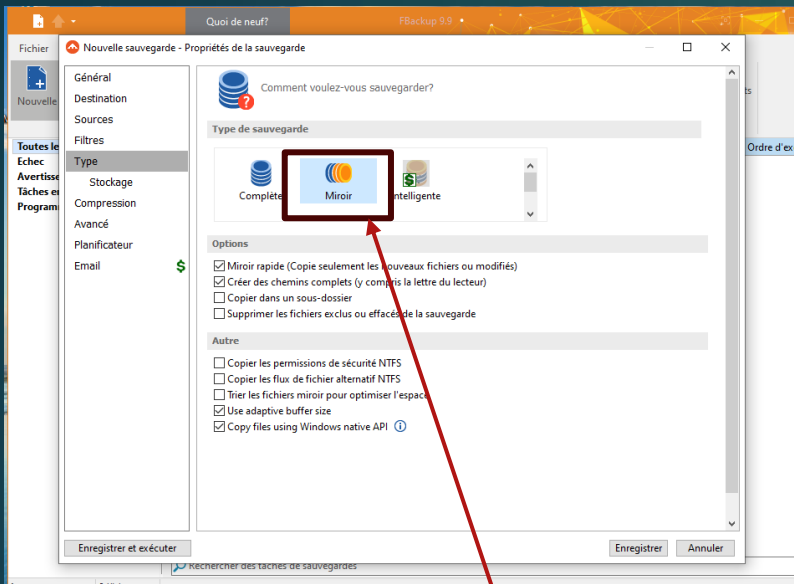 Quoi de neuf?
FBackup 9.9
Fichier
Nouvelle sauvegarde - Propriétés de la sauvegarde
Nouvelle
Général
Destination
Sources
Filtres
Type
Stockage
Compression
Avancé
Planificateur
Email
$
Toutes le
Echec
Avertisse
Tâches e
Program
Comment voulez-vous sauvegarder?
Type de sauvegarde
Complète
Miroir
ntelligente
Options
Miroir rapide (Copie seulement les nouveaux fichiers ou modifiés)
Créer des chemins complets (y compris la lettre du lecteur)
Copier dans un sous-dossier
Supprimer les fichiers exclus ou effacés de la sauvegarde
Autre
Copier les permissions de sécurité NTFS
Copier les flux de fichier alternatif NTFS
Trier les fichiers miroir pour optimiser l'espace
Use adaptive buffer size
Copy files using Windows native API
Ordre d'ex
Enregistrer et exécuter
Enregistrer
Annuler
Rechercher des tâches de sauvegardes